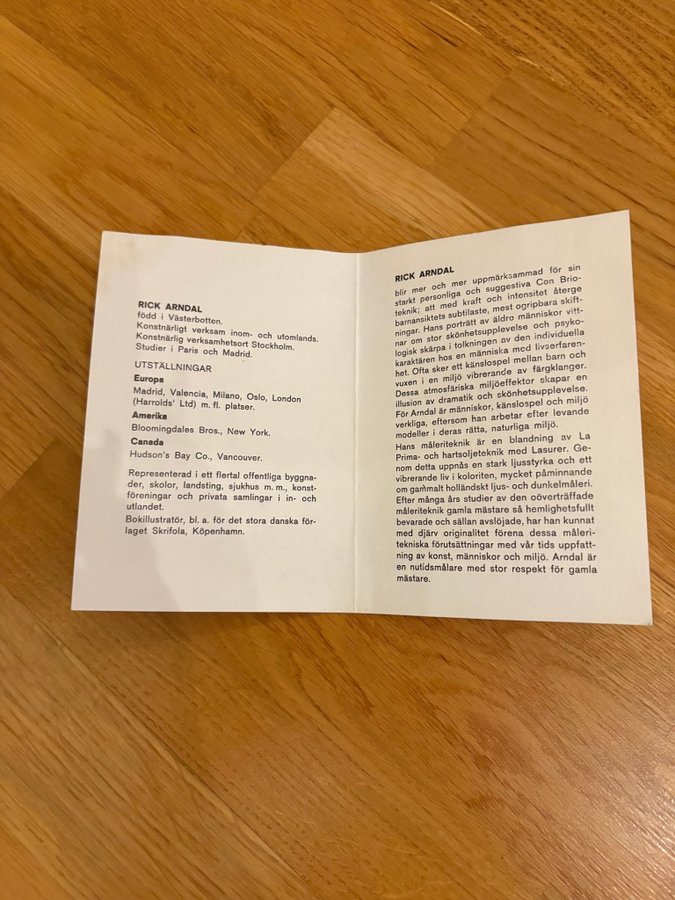 RICK ARNDAL
född i Västerbotten.
Konstnärligt verksam inom- och utomlands.
Konstnärlig verksamhetsort Stockholm.
Studier i Paris och Madrid.
UTSTÄLLNINGAR
Europa
Madrid, Valencia, Milano, Oslo, London
(Harrolds' Ltd) m. fl. platser.
Amerika
Bloomingdales Bros., New York.
Canada
Hudson's Bay Co., Vancouver.
Representerad i ett flertal offentliga byggna-
der, skolor, landsting, sjukhus m. m., konst-
föreningar och privata samlingar i in- och
utlandet.
Bokillustratör, bl. a. för det stora danska för-
laget Skrifola, Köpenhamn.
RICK ARNDAL
blir mer och mer uppmärksammad för sin
starkt personliga och suggestiva Con Brio-
teknik; att med kraft och intensitet återge
barnansiktets subtilaste, mest ogripbara skift-
ningar. Hans porträtt av äldre människor vitt-
nar om stor skönhetsupplevelse och psyko-
logisk skärpa i tolkningen av den individuella
karaktären hos en människa med livserfaren-
het. Ofta sker ett känslospel mellan barn och
vuxen i en miljö vibrerande av färgklanger.
Dessa atmosfäriska miljöeffektor skapar en
illusion av dramatik och skönhetsupplevelse.
För Arndal är människor, känslospel och miljö
verkliga, eftersom han arbetar efter levande
modeller i deras rätta, naturliga miljö.
Hans måleriteknik är en blandning av La
Prima- och hartsoljeteknik med Lasurer. Ge-
nom detta uppnås en stark ljusstyrka och ett
vibrerande liv i koloriten, mycket påminnande
om gammalt holländskt ljus- och dunkelmåleri.
Efter många års studier av den oöverträffade
måleriteknik gamla mästare så hemlighetsfullt
bevarade och sällan avslöjade, har han kunnat
med djärv originalitet förena dessa måleri-
tekniska förutsättningar med vår tids uppfatt-
ning av konst, människor och miljö. Arndal är
en nutidsmålare med stor respekt för gamla
mästare.